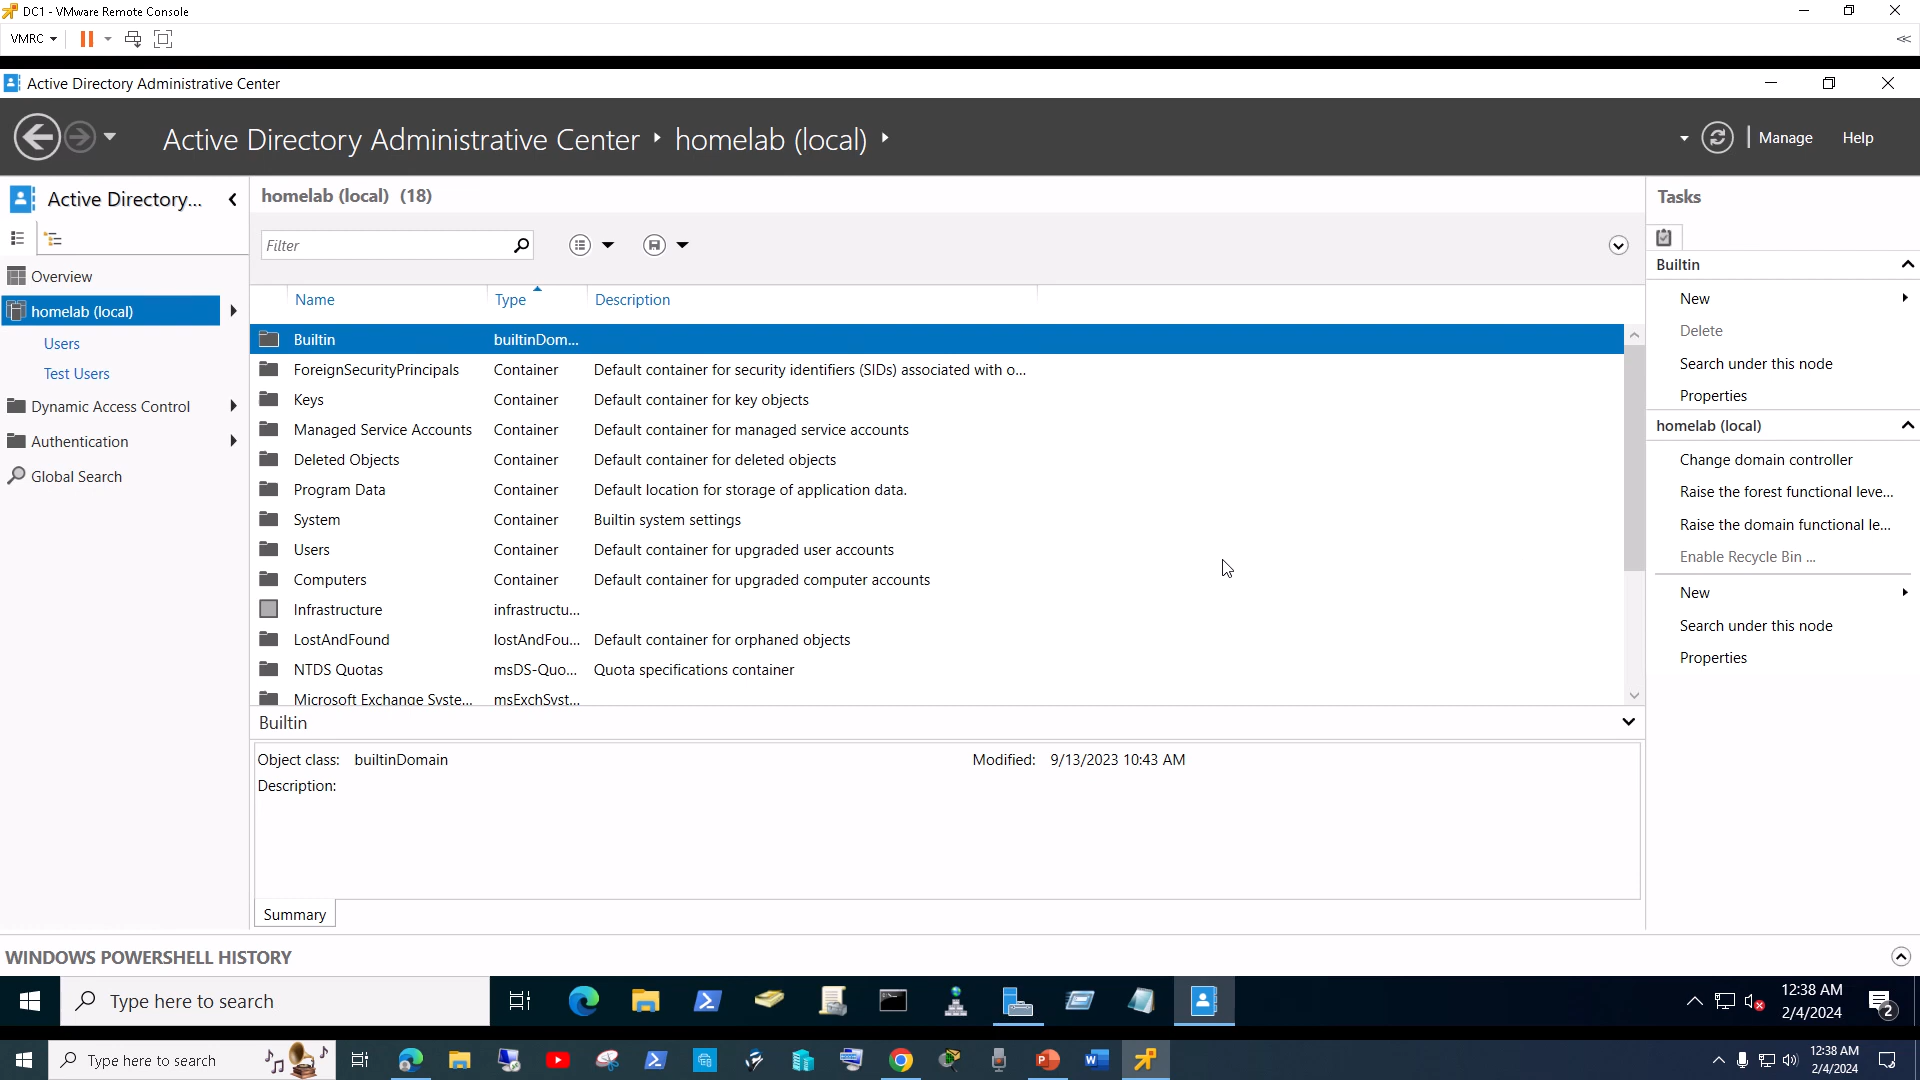 DC1 - VMware Remote Console
VMRC
Active Directory Administrative Center
Active Directory Administrative Center homelab (local)
Manage Help
Active Directory...
Overview
homelab (local)
Users
Test Users
Dynamic Access Control
Authentication
Global Search
homelab (local) (18)
Filter
Name Type Description
Builtin builtinDom...
ForeignSecurityPrincipals Container Default container for security identifiers (SIDs) associated with o...
Keys Container Default container for key objects
Managed Service Accounts Container Default container for managed service accounts
Deleted Objects Container Default container for deleted objects
Program Data Container Default location for storage of application data.
System Container Builtin system settings
Users Container Default container for upgraded user accounts
Computers Container Default container for upgraded computer accounts
Infrastructure infrastructu...
LostAndFound lostAndFou... Default container for orphaned objects
NTDS Quotas msDS-Quo... Quota specifications container
Microsoft Exchange Syste... msExchSyst...
Builtin
Object class: builtinDomain Modified: 9/13/2023 10:43 AM
Description:
Summary
Tasks
Builtin
New
Delete
Search under this node
Properties
homelab (local)
Change domain controller
Raise the forest functional leve...
Raise the domain functional le...
Enable Recycle Bin ...
New
Search under this node
Properties
WINDOWS POWERSHELL HISTORY
Type here to search
12:38 AM
2/4/2024
2
Type here to search
12:38 AM
2/4/2024